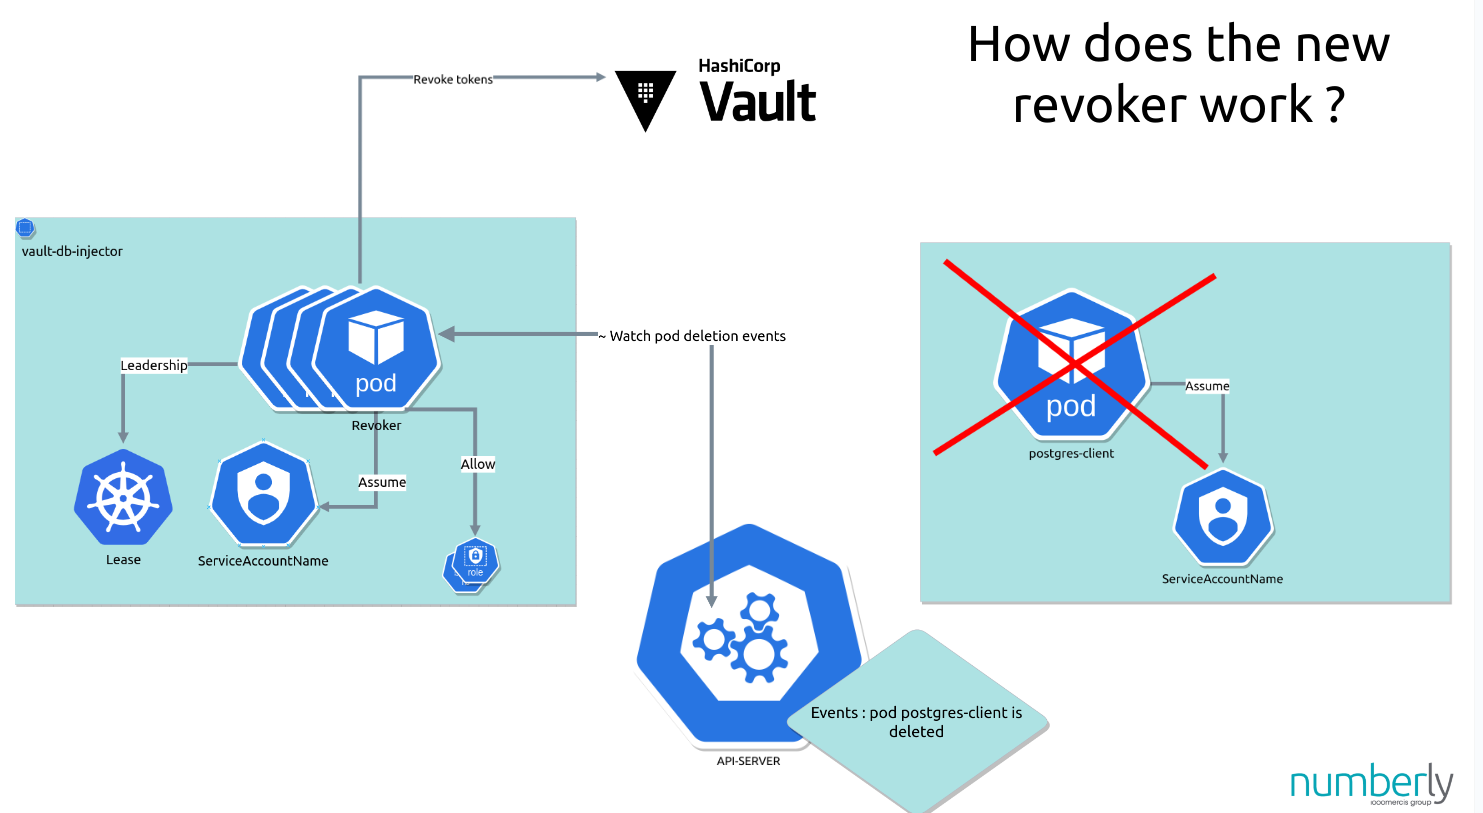 How does the new
revoker work ?
Revoke tokens
HashiCorp
Vault
vault-db-injector
pod
Revoker
~ Watch pod deletion events
Leadership
Assume
Allow
Lease
ServiceAccountName
role
pod
postgres-client
Assume
ServiceAccountName
API-SERVER
Events : pod postgres-client is
deleted
numberly
1000mercis group